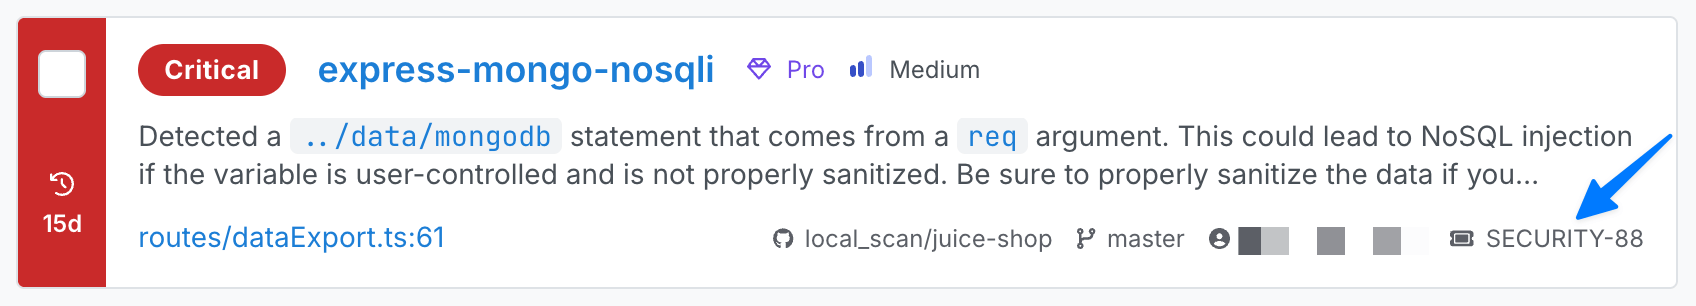 Critical express-mongo-nosqli Pro Medium
Detected a ../data/mongodb statement that comes from a req argument. This could lead to NoSQL injection
if the variable is user-controlled and is not properly sanitized. Be sure to properly sanitize the data if you...
15d
routes/dataExport.ts:61 local_scan/juice-shop master SECURITY-88